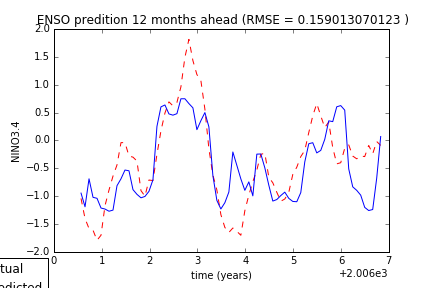 ENSO predition 12 months ahead (RMSE = 0.159013070123 )
2.0
1.5
1.0
0.5
0.0
−0.5
−1.0
−1.5
−2.0
NINO3.4
0 1 2 3 4 5 6 7
time (years)
+2.006e3
tual
edicted